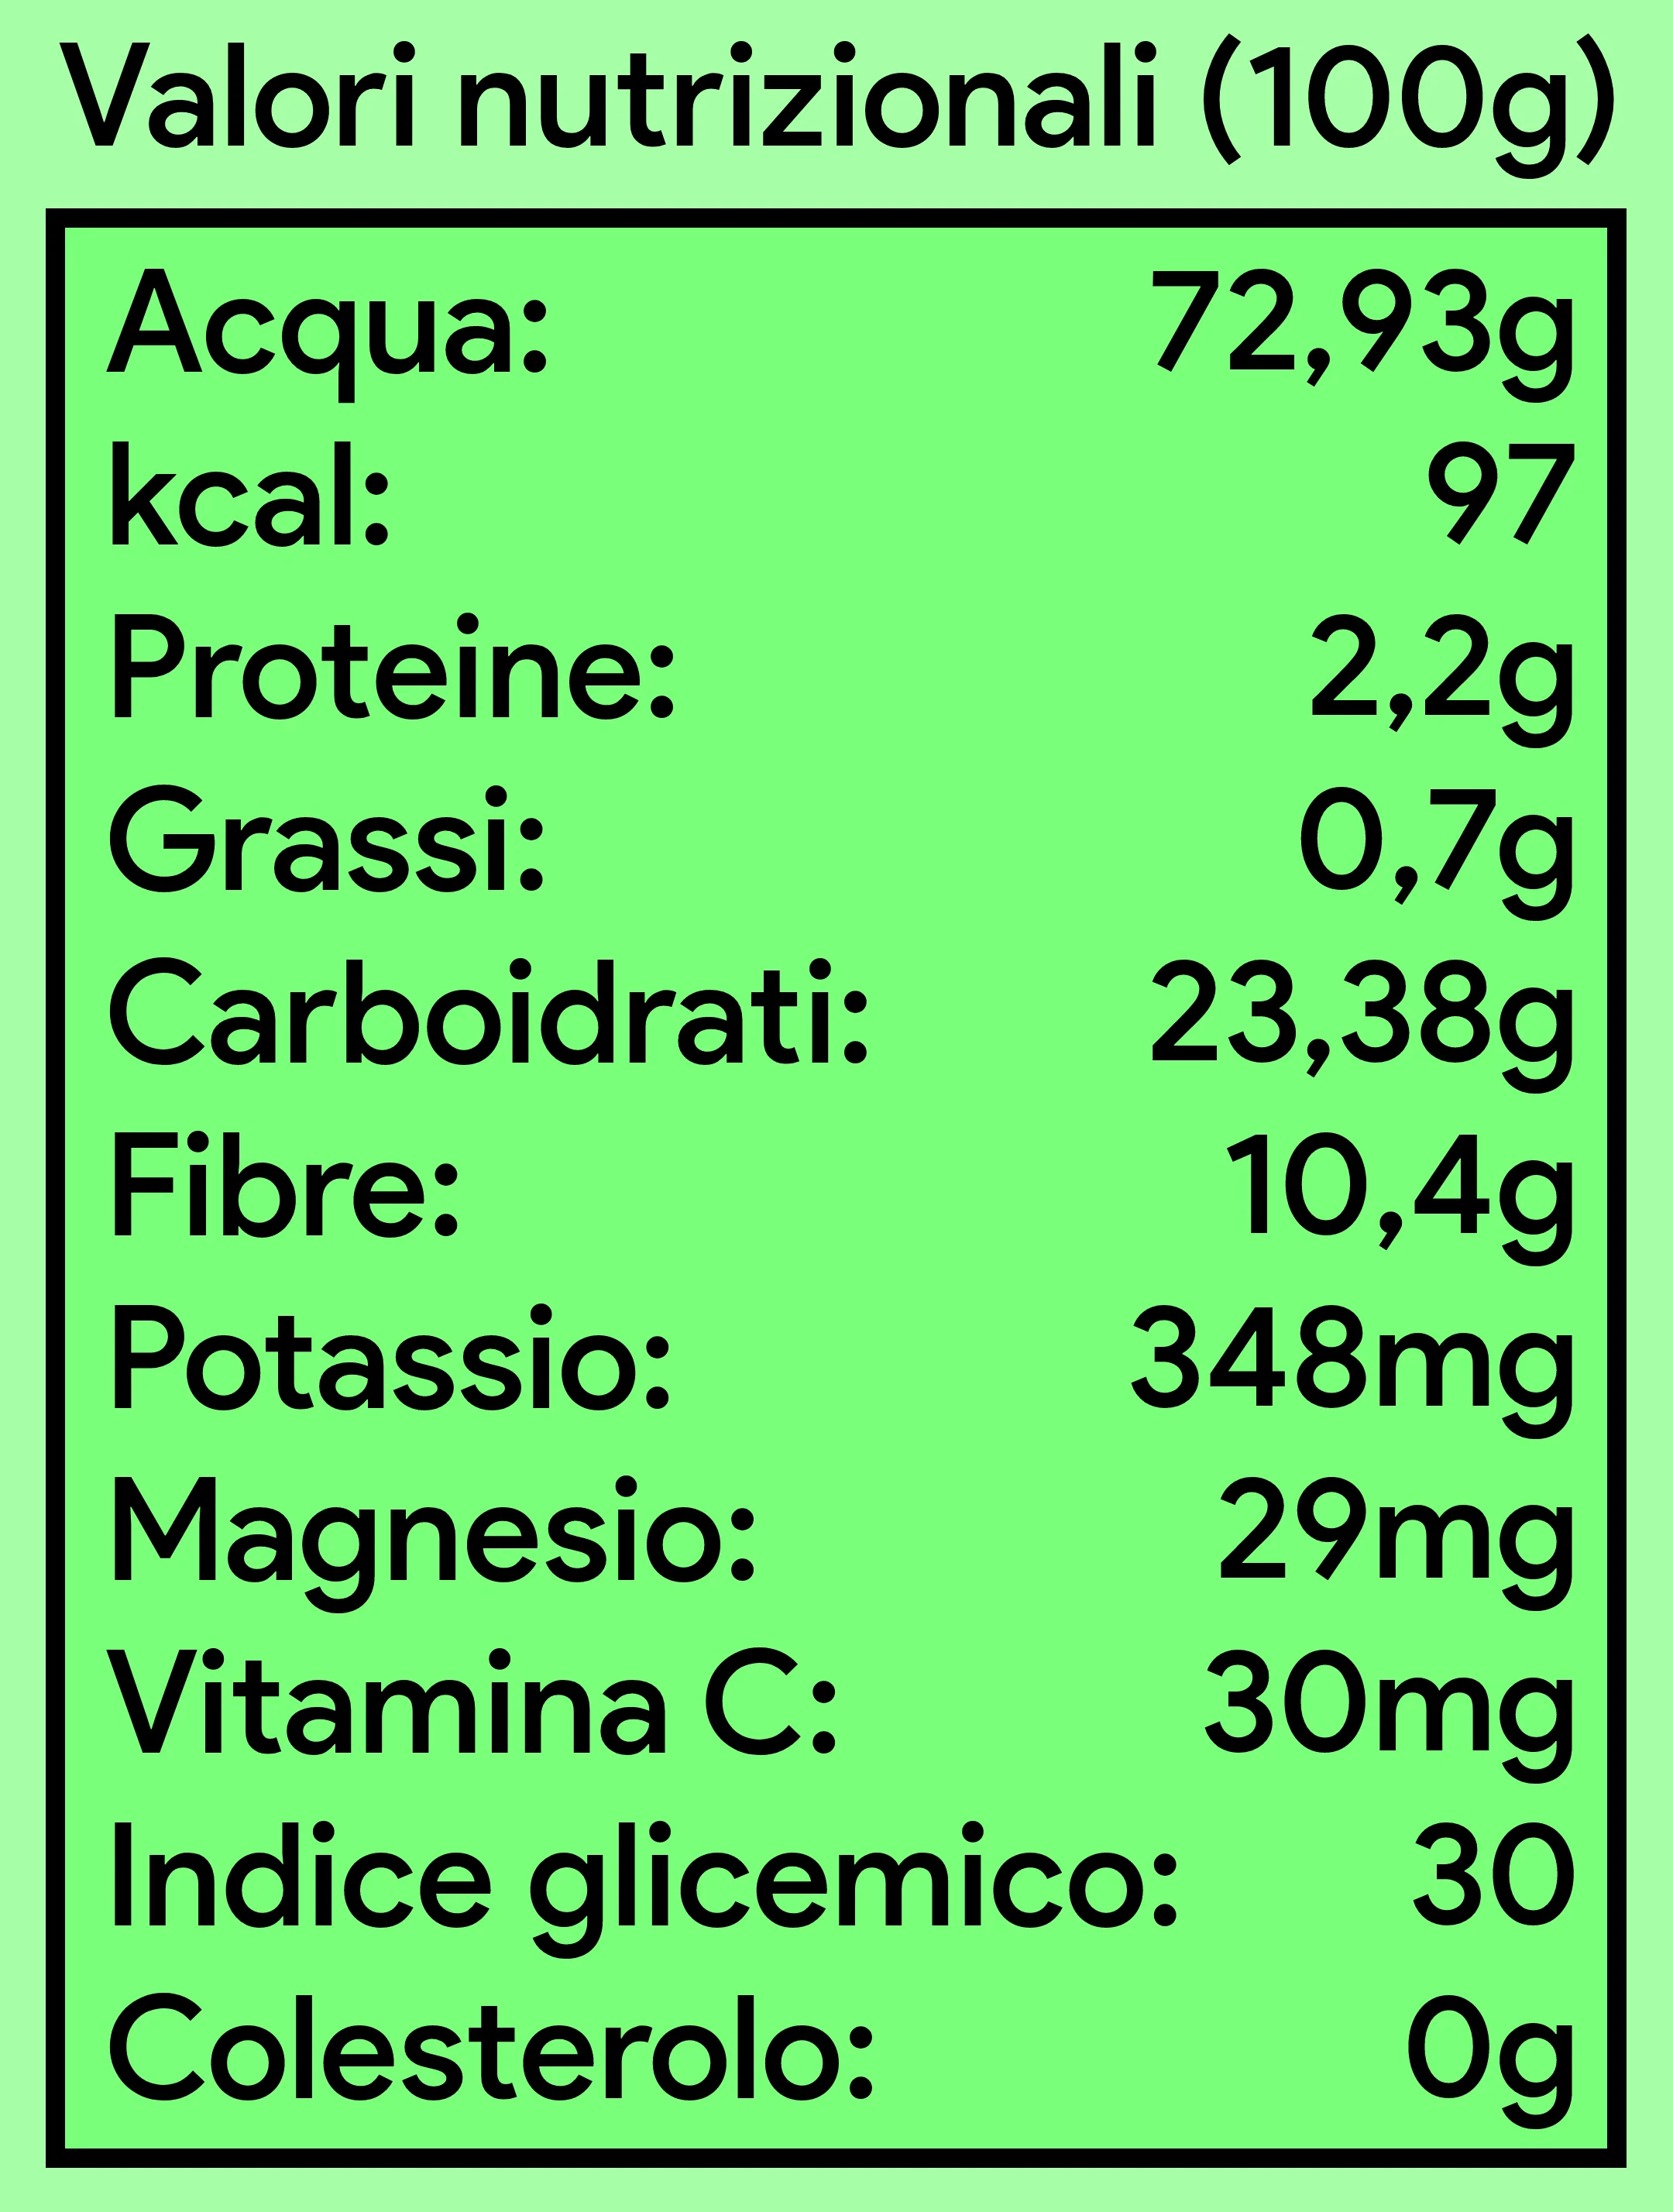 Valori nutrizionali (100g)
Acqua: 72,93g
kcal: 97
Proteine: 2,2g
Grassi: 0,7g
Carboidrati: 23,38g
Fibre: 10,4g
Potassio: 348mg
Magnesio: 29mg
Vitamina C: 30mg
Indice glicemico: 30
Colesterolo: 0g